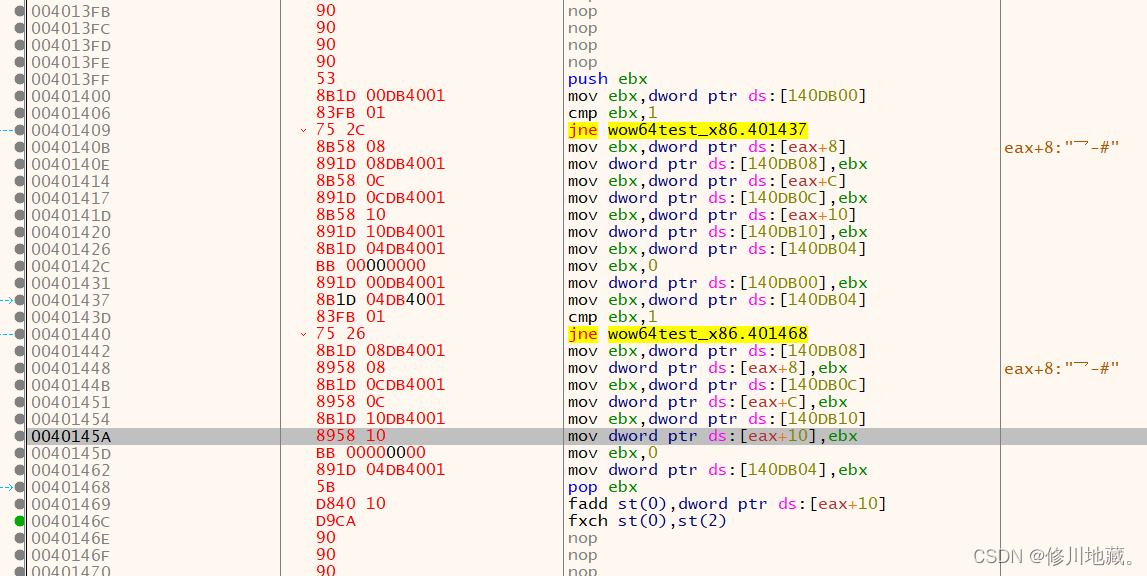 004013FB 90 nop
004013FC 90 nop
004013FD 90 nop
004013FE 90 nop
004013FF 53 push ebx
00401400 8B1D 00DB4001 mov ebx,dword ptr ds:[140DB00]
00401406 83FB 01 cmp ebx,1
00401409 75 2C jne wow64test_x86.401437
0040140B 8B58 08 mov ebx,dword ptr ds:[eax+8] eax+8:"乛-#"
0040140E 891D 08DB4001 mov dword ptr ds:[140DB08],ebx
00401414 8B58 0C mov ebx,dword ptr ds:[eax+C]
00401417 891D 0CDB4001 mov dword ptr ds:[140DB0C],ebx
0040141D 8B58 10 mov ebx,dword ptr ds:[eax+10]
00401420 891D 10DB4001 mov dword ptr ds:[140DB10],ebx
00401426 8B1D 04DB4001 mov ebx,dword ptr ds:[140DB04]
0040142C BB 00000000 mov ebx,0
00401431 891D 00DB4001 mov dword ptr ds:[140DB00],ebx
00401437 8B1D 04DB4001 mov ebx,dword ptr ds:[140DB04]
0040143D 83FB 01 cmp ebx,1
00401440 75 26 jne wow64test_x86.401468
00401442 8B1D 08DB4001 mov ebx,dword ptr ds:[140DB08]
00401448 8958 08 mov dword ptr ds:[eax+8],ebx eax+8:"乛-#"
0040144B 8B1D 0CDB4001 mov ebx,dword ptr ds:[140DB0C]
00401451 8958 0C mov dword ptr ds:[eax+C],ebx
00401454 8B1D 10DB4001 mov ebx,dword ptr ds:[140DB10]
0040145A 8958 10 mov dword ptr ds:[eax+10],ebx
0040145D BB 00000000 mov ebx,0
00401462 891D 04DB4001 mov dword ptr ds:[140DB04],ebx
00401468 5B pop ebx
00401469 D840 10 fadd st(0),dword ptr ds:[eax+10]
0040146C D9CA fxch st(0),st(2)
0040146E 90 nop
0040146F 90 nop
00401470 90 nop
CSDN @修川地藏。